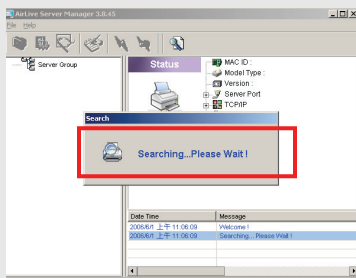 AirLive Server Manager 3.8.45
File Help
Server Group
Status
MAC ID :
Model Type :
Version :
Server Port
TCP/IP
Search
Searching...Please Wait !
Date Time Message
2006/6/1 上午 11:06:09 Welcome !
2006/6/1 上午 11:06:09 Searching... Please Wait !